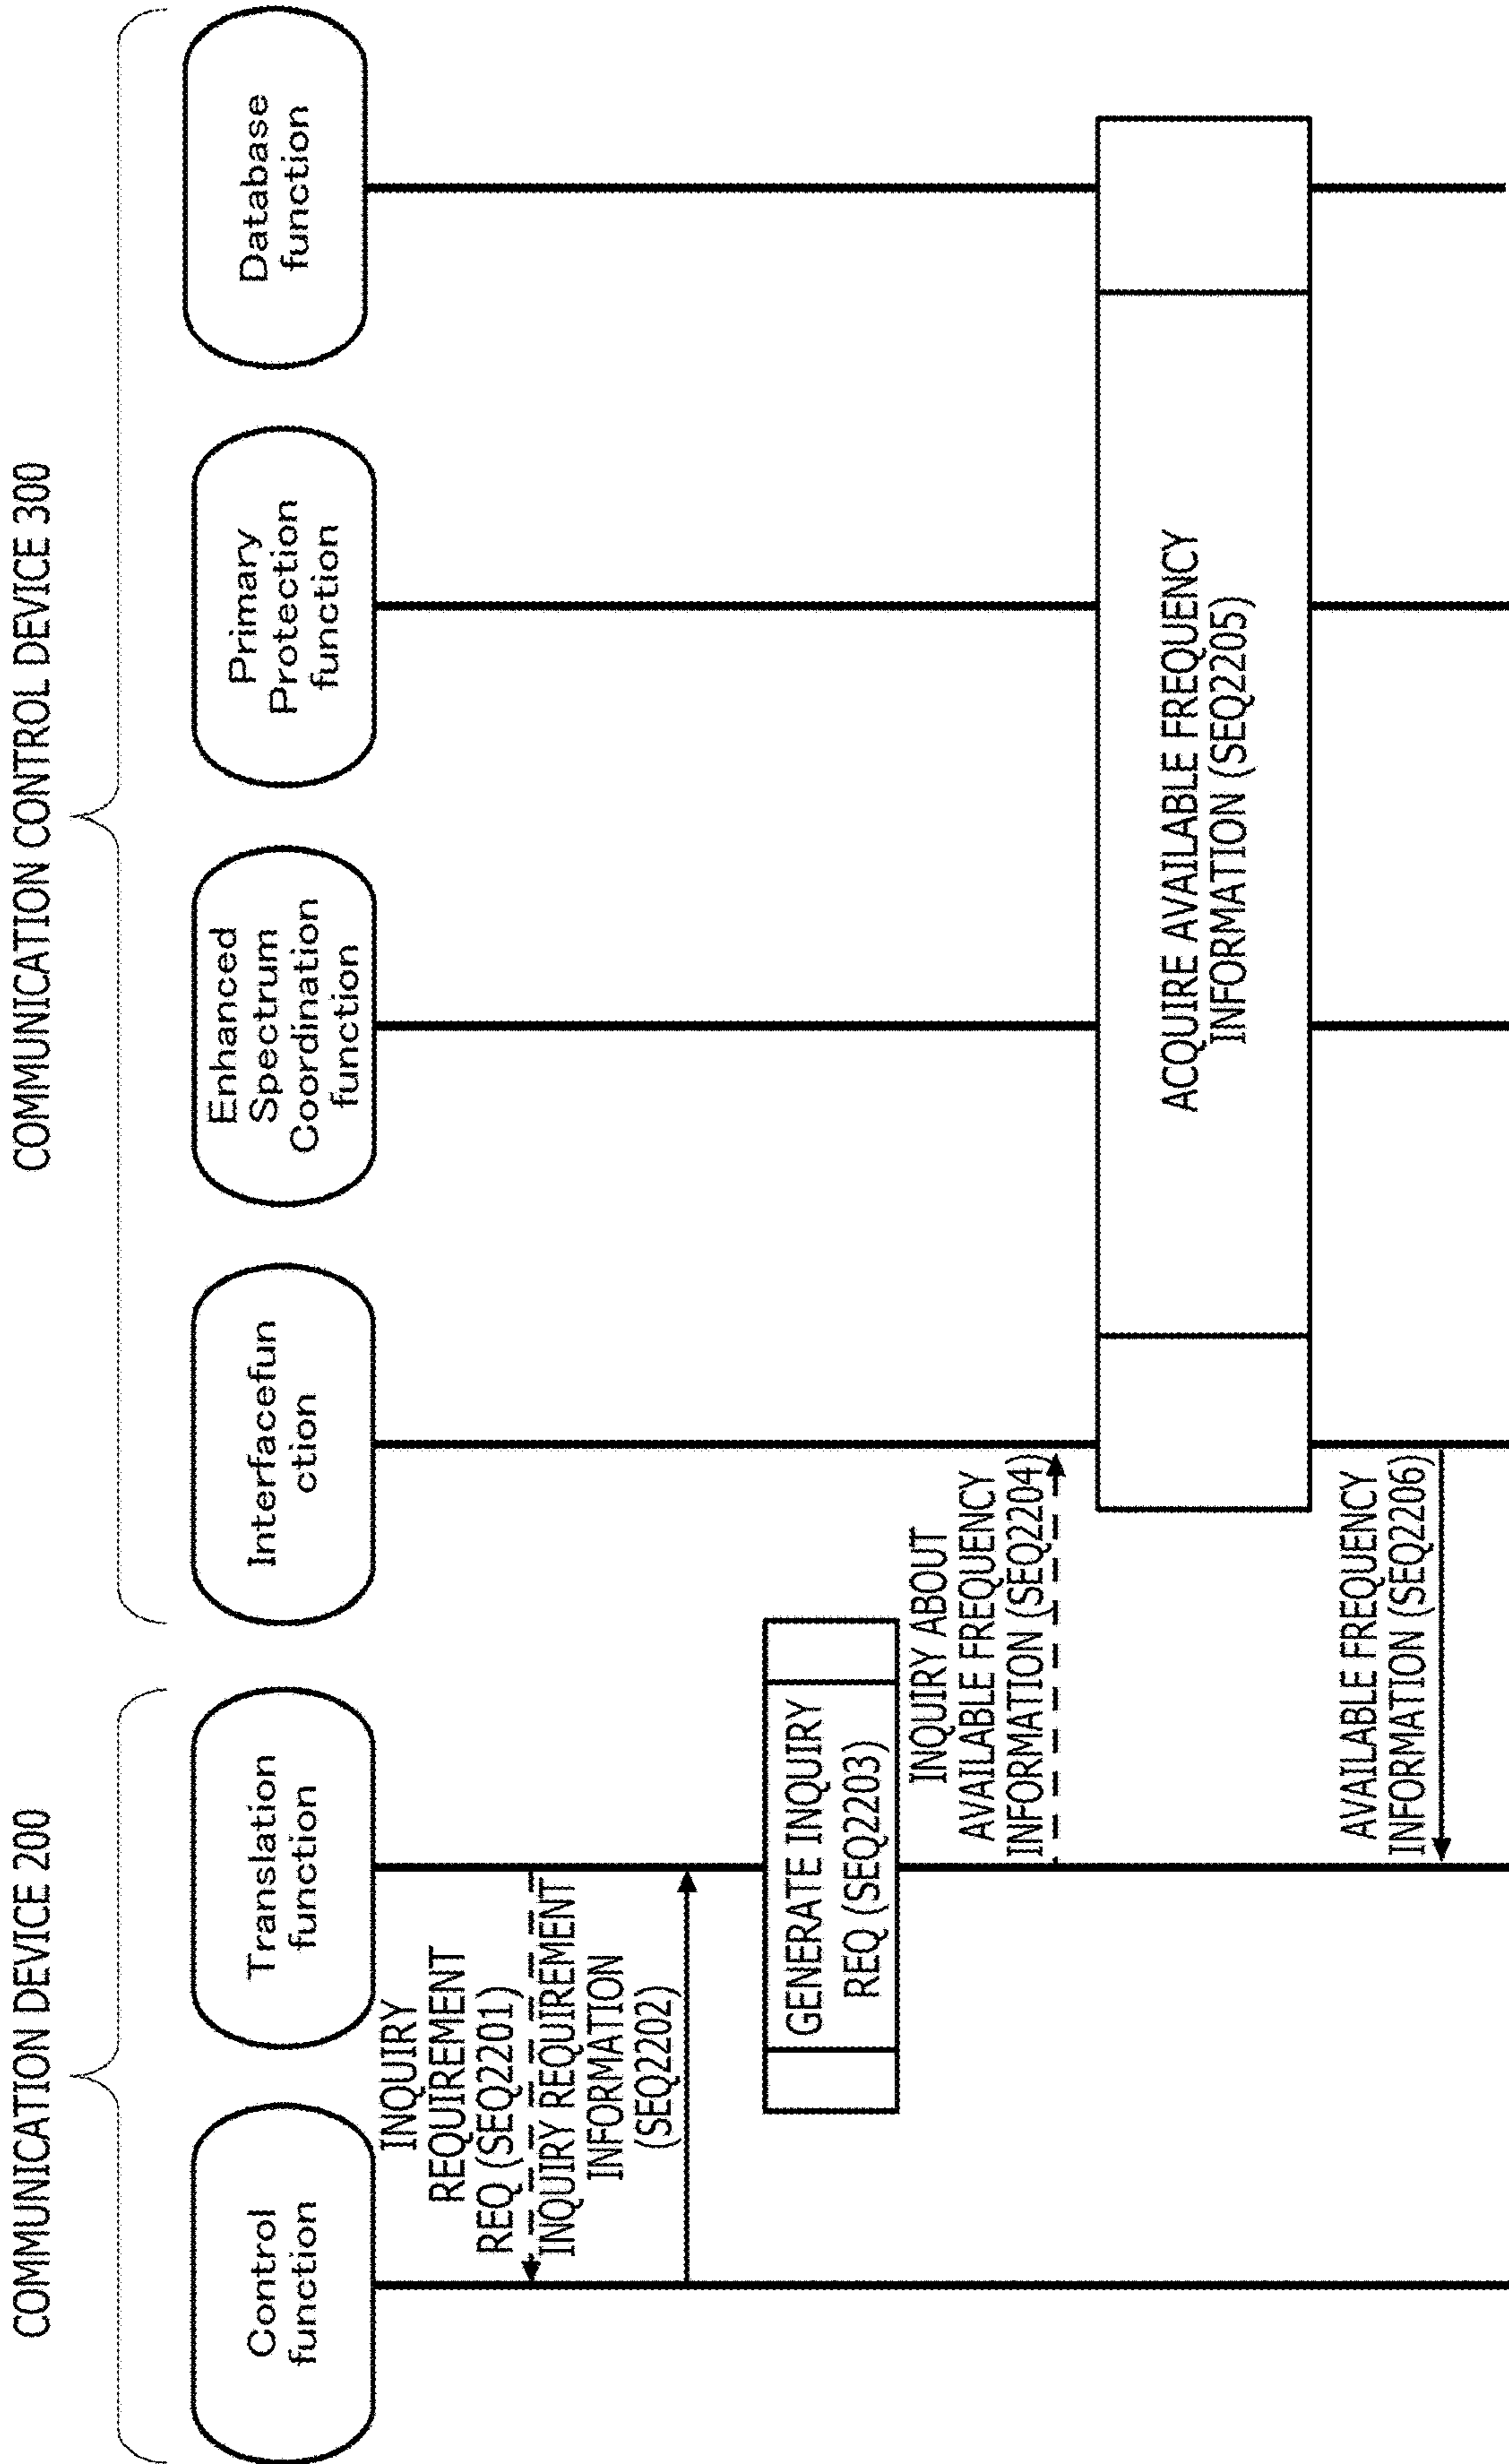 COMMUNICATION DEVICE 200
COMMUNICATION CONTROL DEVICE 300
Control
function
Translation
function
Interfacefun
ction
Enhanced
Spectrum
Coordination
function
Primary
Protection
function
Database
function
INQUIRY
REQUIREMENT
REQ (SEQ2201)
INQUIRY REQUIREMENT
INFORMATION
(SEQ2202)
GENERATE INQUIRY
REQ (SEQ2203)
INQUIRY ABOUT
AVAILABLE FREQUENCY
INFORMATION (SEQ2204)
ACQUIRE AVAILABLE FREQUENCY
INFORMATION (SEQ2205)
AVAILABLE FREQUENCY
INFORMATION (SEQ2206)